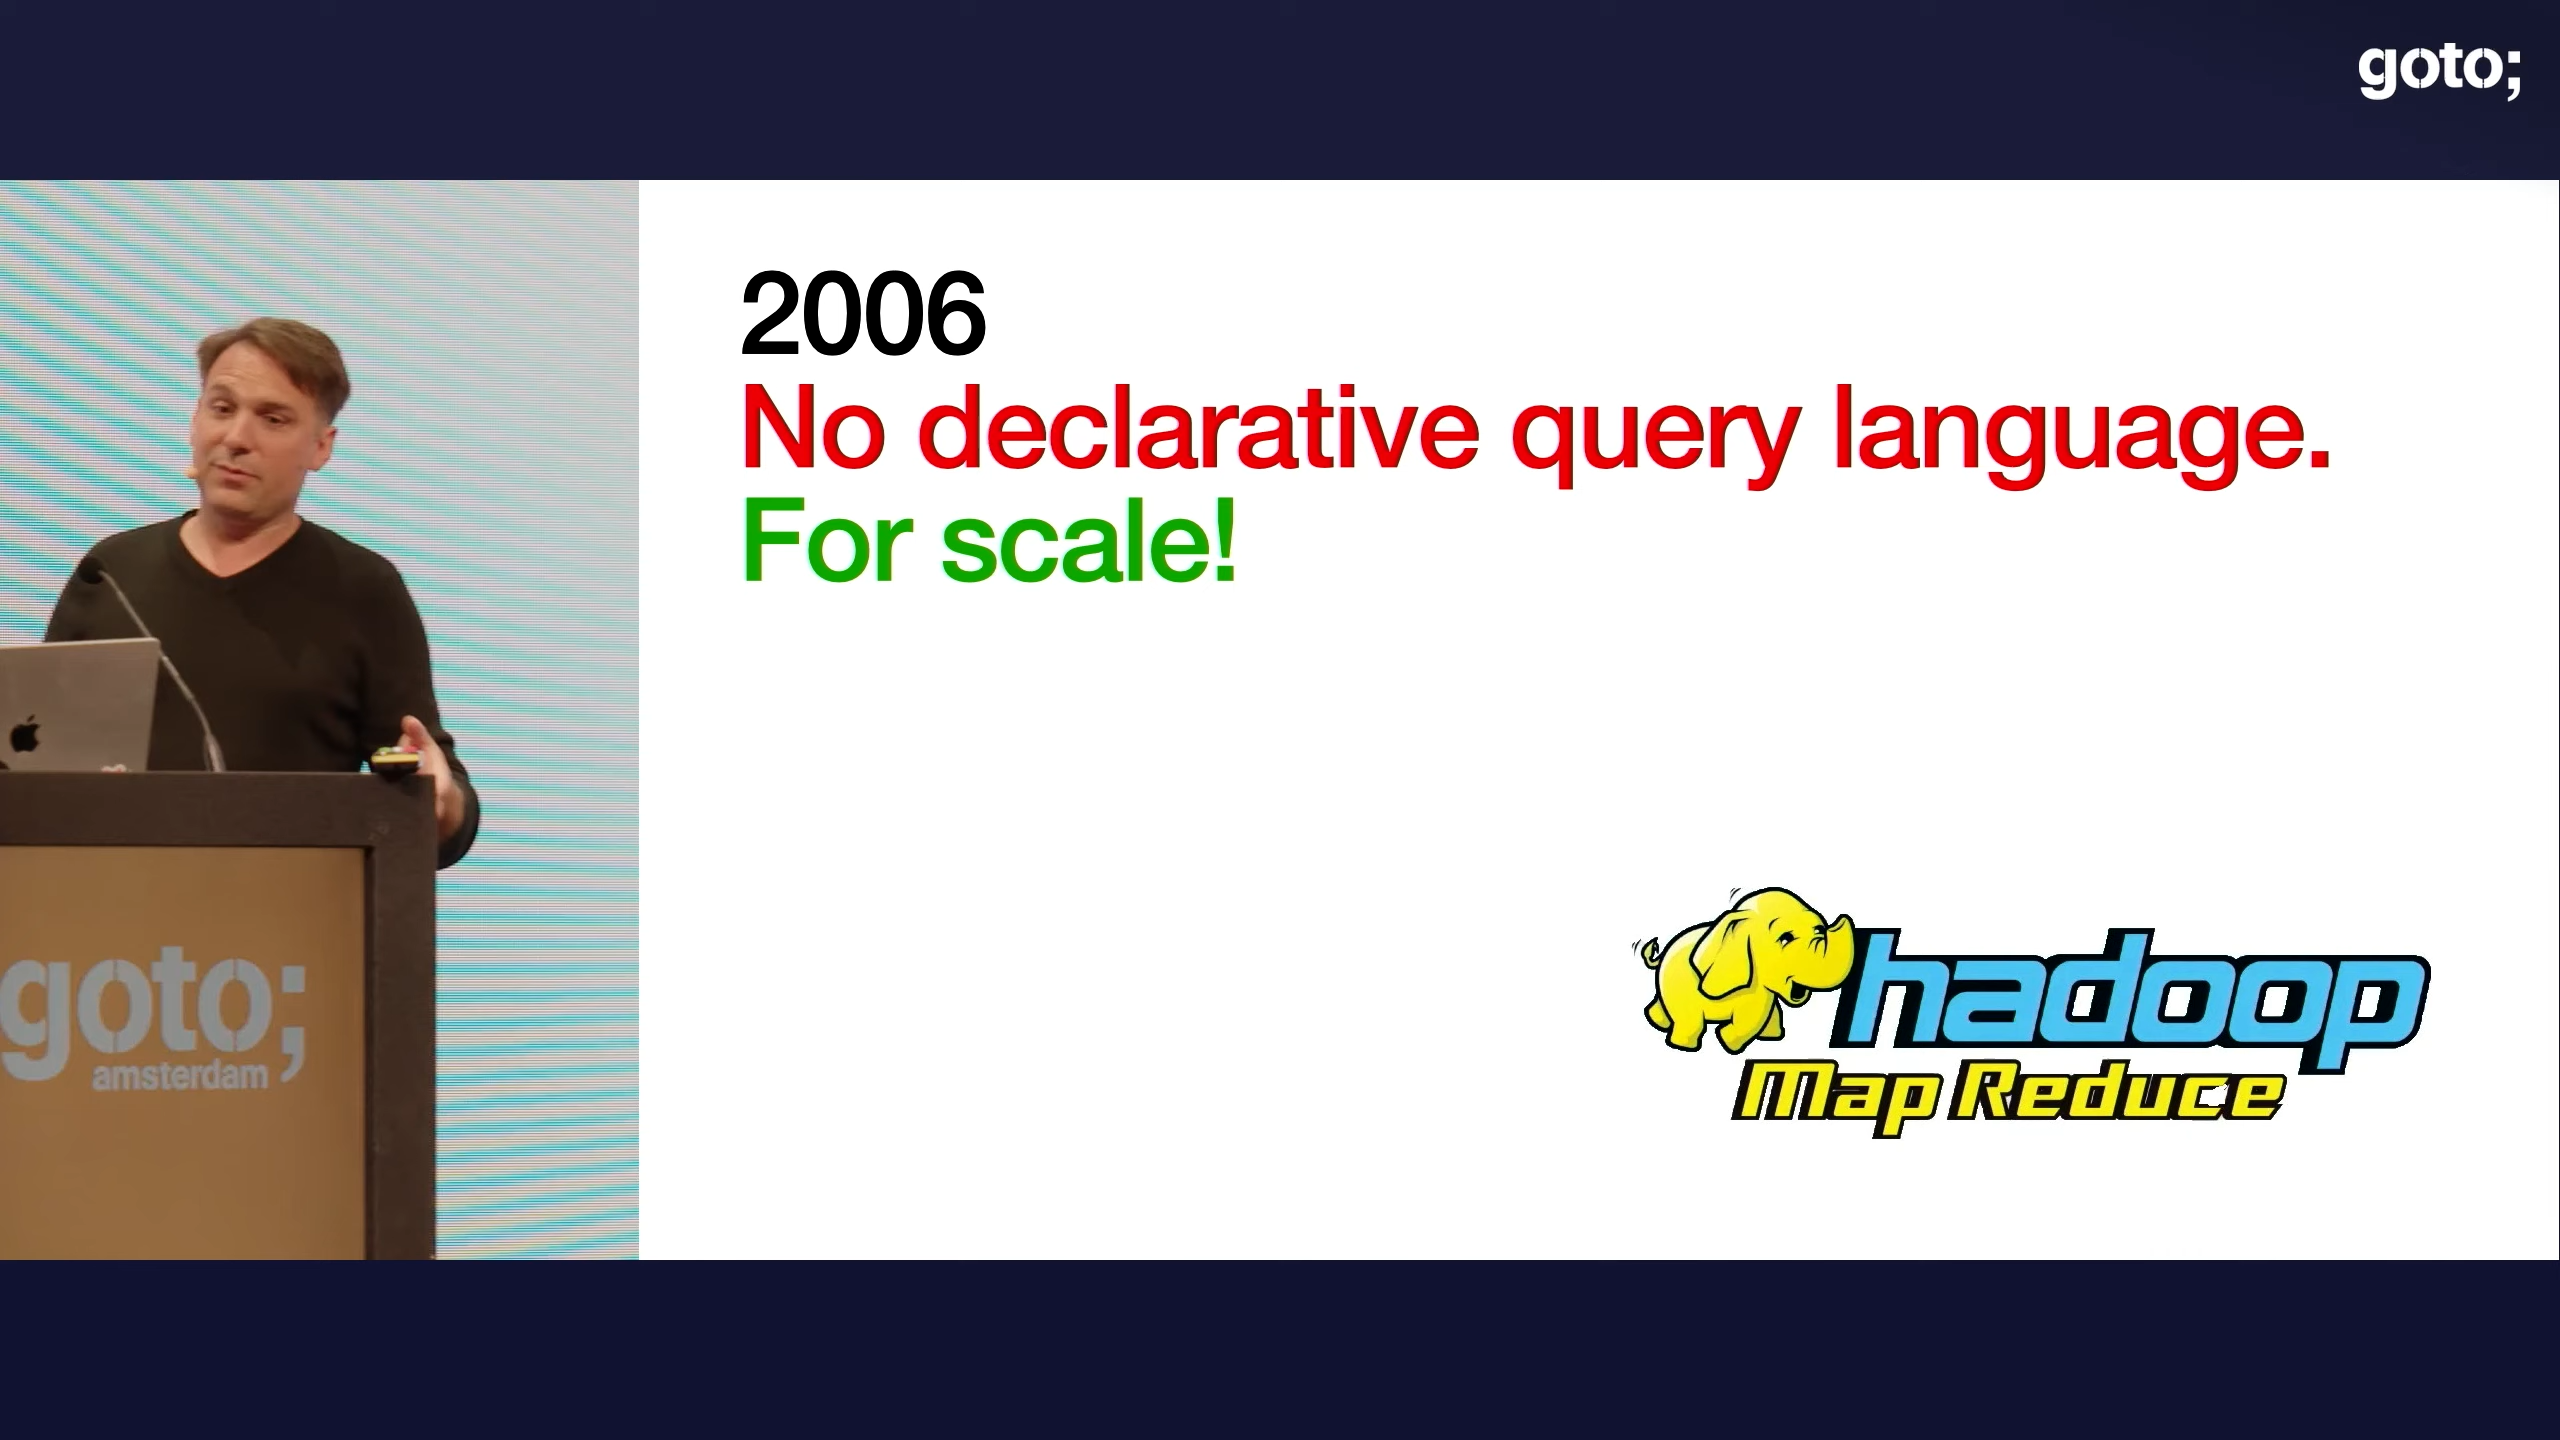 goto;
2006
No declarative query language.
For scale!
hadoop
Map Reduce
goto;
amsterdam